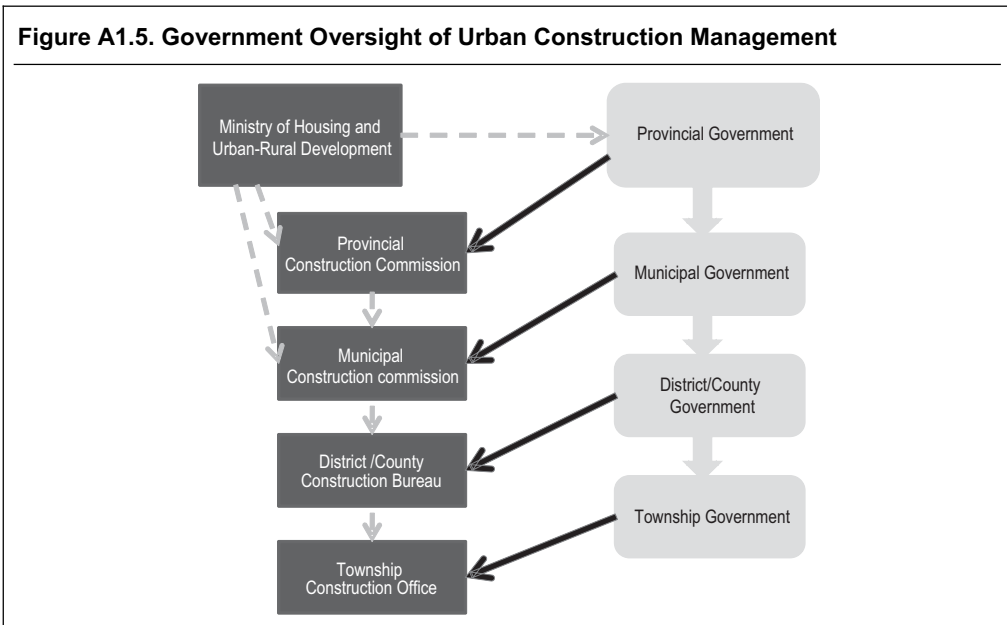 Figure A1.5. Government Oversight of Urban Construction Management
Ministry of Housing and
Urban-Rural Development
Provincial Government
Provincial
Construction Commission
Municipal Government
Municipal
Construction commission
District/County
Government
District /County
Construction Bureau
Township Government
Township
Construction Office